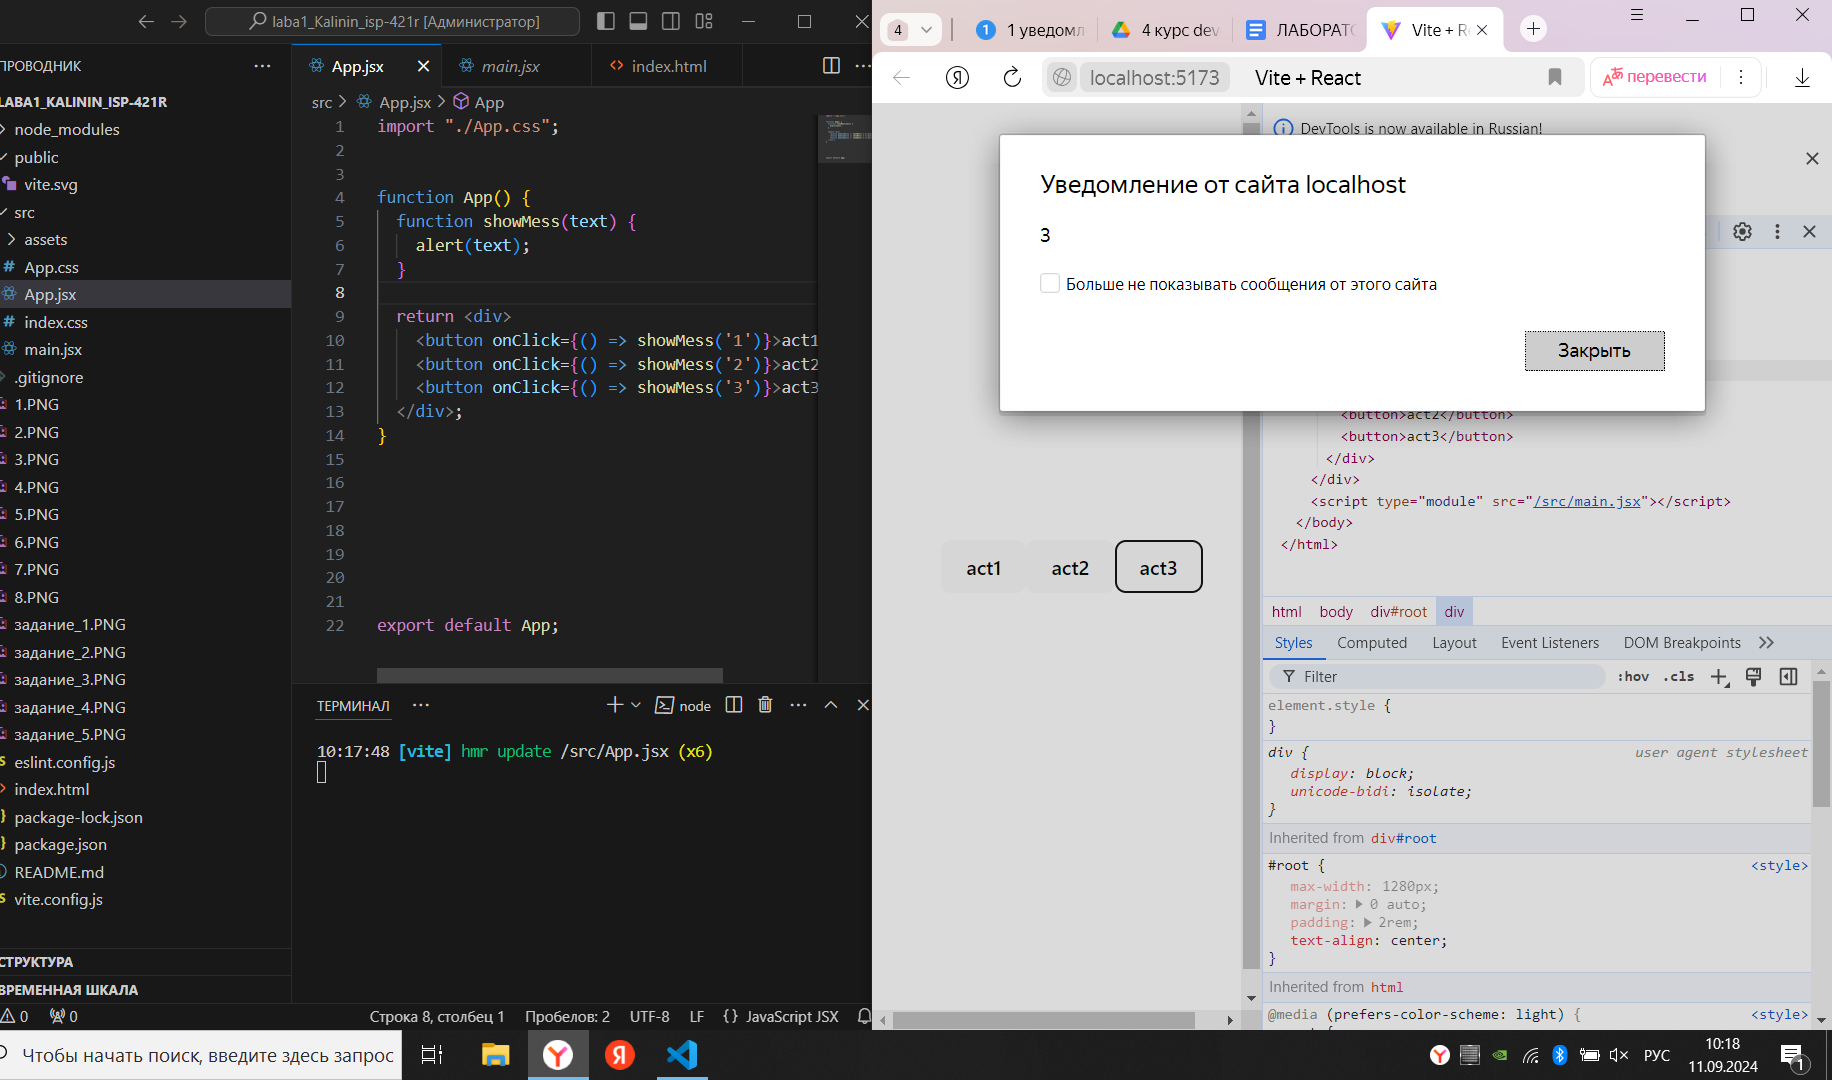 laba1_Kalinin_isp-421r [Администратор]
ПРОВОДНИК
LABA1_KALININ_ISP-421R
node_modules
public
vite.svg
src
assets
App.css
App.jsx
index.css
main.jsx
.gitignore
1.PNG
2.PNG
3.PNG
4.PNG
5.PNG
6.PNG
7.PNG
8.PNG
задание_1.PNG
задание_2.PNG
задание_3.PNG
задание_4.PNG
задание_5.PNG
eslint.config.js
index.html
package-lock.json
package.json
README.md
vite.config.js
СТРУКТУРА
ВРЕМЕННАЯ ШКАЛА
App.jsx
main.jsx
index.html
src > App.jsx > App
1 import "./App.css";
2
3
4 function App() {
5 function showMess(text) {
6 alert(text);
7 }
8
9 return <div>
10 <button onClick={() => showMess('1')}>act1
11 <button onClick={() => showMess('2')}>act2
12 <button onClick={() => showMess('3')}>act3
13 </div>;
14 }
15
16
17
18
19
20
21
22 export default App;
ТЕРМИНАЛ
node
10:17:48 [vite] hmr update /src/App.jsx (x6)
0 0
Строка 8, столбец 1 Пробелов: 2 UTF-8 LF {} JavaScript JSX
4
1 1 уведомл
4 курс dev
ЛАБОРАТО
Vite + R
Я localhost:5173 Vite + React
перевести
DevTools is now available in Russian!
Уведомление от сайта localhost
3
Больше не показывать сообщения от этого сайта
Закрыть
act1 act2 act3
<button>act2</button>
<button>act3</button>
</div>
</div>
<script type="module" src="/src/main.jsx"></script>
</body>
</html>
html body div#root div
Styles Computed Layout Event Listeners DOM Breakpoints
Filter :hov .cls
element.style {
}
div { user agent stylesheet
display: block;
unicode-bidi: isolate;
}
Inherited from div#root
#root { <style>
max-width: 1280px;
margin: 0 auto;
padding: 2rem;
text-align: center;
}
Inherited from html
@media (prefers-color-scheme: light) { <style>
Чтобы начать поиск, введите здесь запрос
РУС
10:18
11.09.2024
1